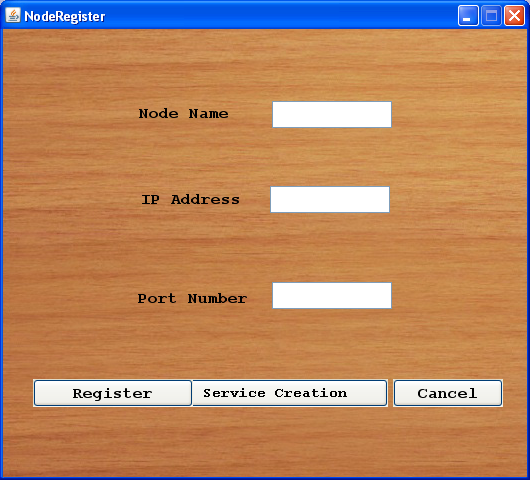 NodeRegister
Node Name
IP Address
Port Number
Register Service Creation Cancel